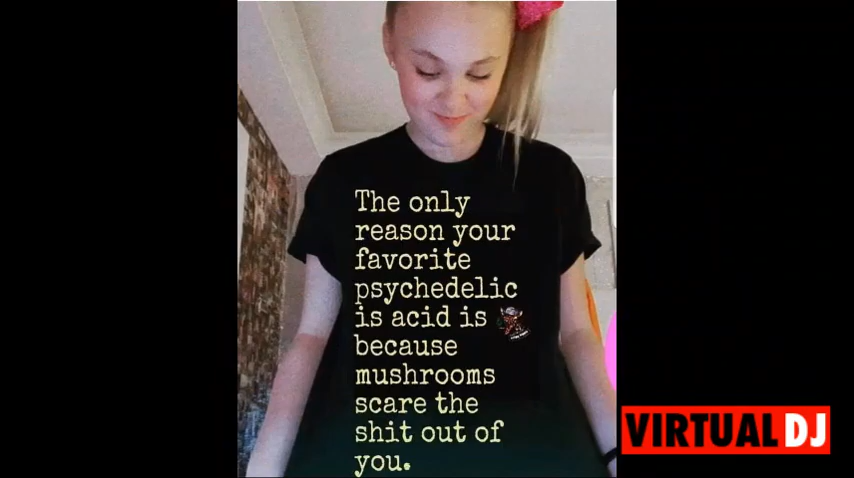 The only
reason your
favorite
psychedelic
is acid is
because
mushrooms
scare the
shit out of
you.
VIRTUAL DJ